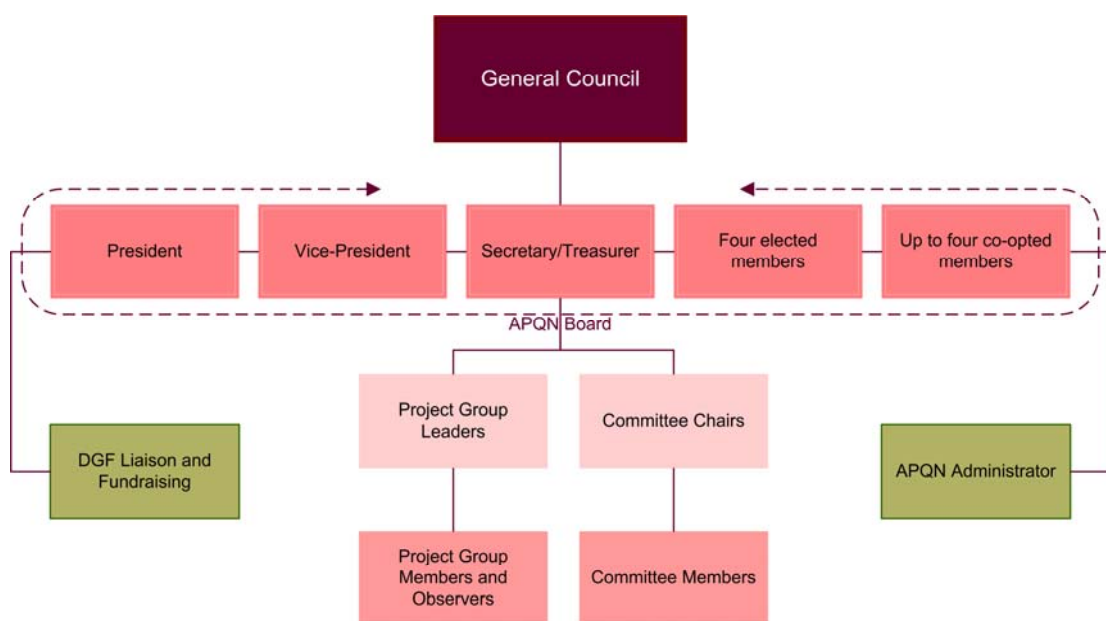 General Council
President
Vice-President
Secretary/Treasurer
Four elected
members
Up to four co-opted
members
APQN Board
Project Group
Leaders
Committee Chairs
DGF Liaison and
Fundraising
APQN Administrator
Project Group
Members and
Observers
Committee Members